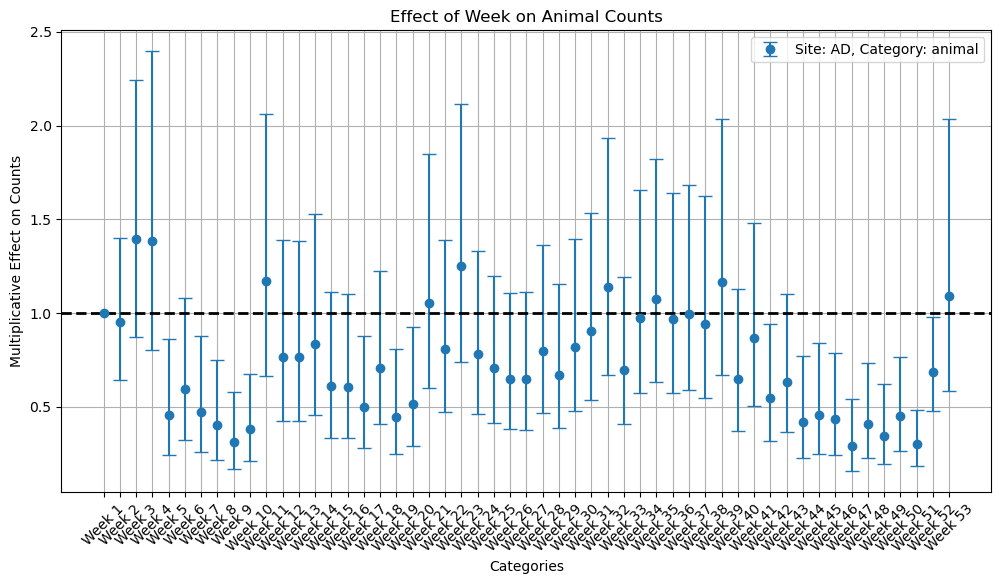 Effect of Week on Animal Counts
Site: AD, Category: animal
Multiplicative Effect on Counts
2.5
2.0
1.5
1.0
0.5
Week 1
Week 2
Week 3
Week 4
Week 5
Week 6
Week 7
Week 8
Week 9
Week 10
Week 11
Week 12
Week 13
Week 14
Week 15
Week 16
Week 17
Week 18
Week 19
Week 20
Week 21
Week 22
Week 23
Week 24
Week 25
Week 26
Week 27
Week 28
Week 29
Week 30
Week 31
Week 32
Week 33
Week 34
Week 35
Week 36
Week 37
Week 38
Week 39
Week 40
Week 41
Week 42
Week 43
Week 44
Week 45
Week 46
Week 47
Week 48
Week 49
Week 50
Week 51
Week 52
Week 53
Categories